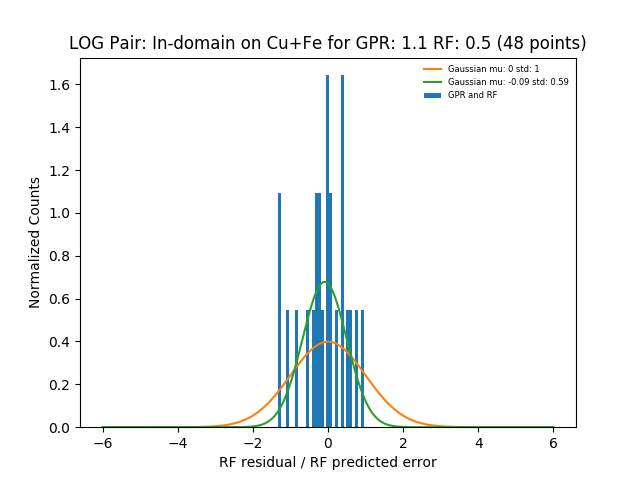 LOG Pair: In-domain on Cu+Fe for GPR: 1.1 RF: 0.5 (48 points)
Gaussian mu: 0 std: 1
Gaussian mu: -0.09 std: 0.59
GPR and RF
Normalized Counts
1.6
1.4
1.2
1.0
0.8
0.6
0.4
0.2
0.0
−6 −4 −2 0 2 4 6
RF residual / RF predicted error